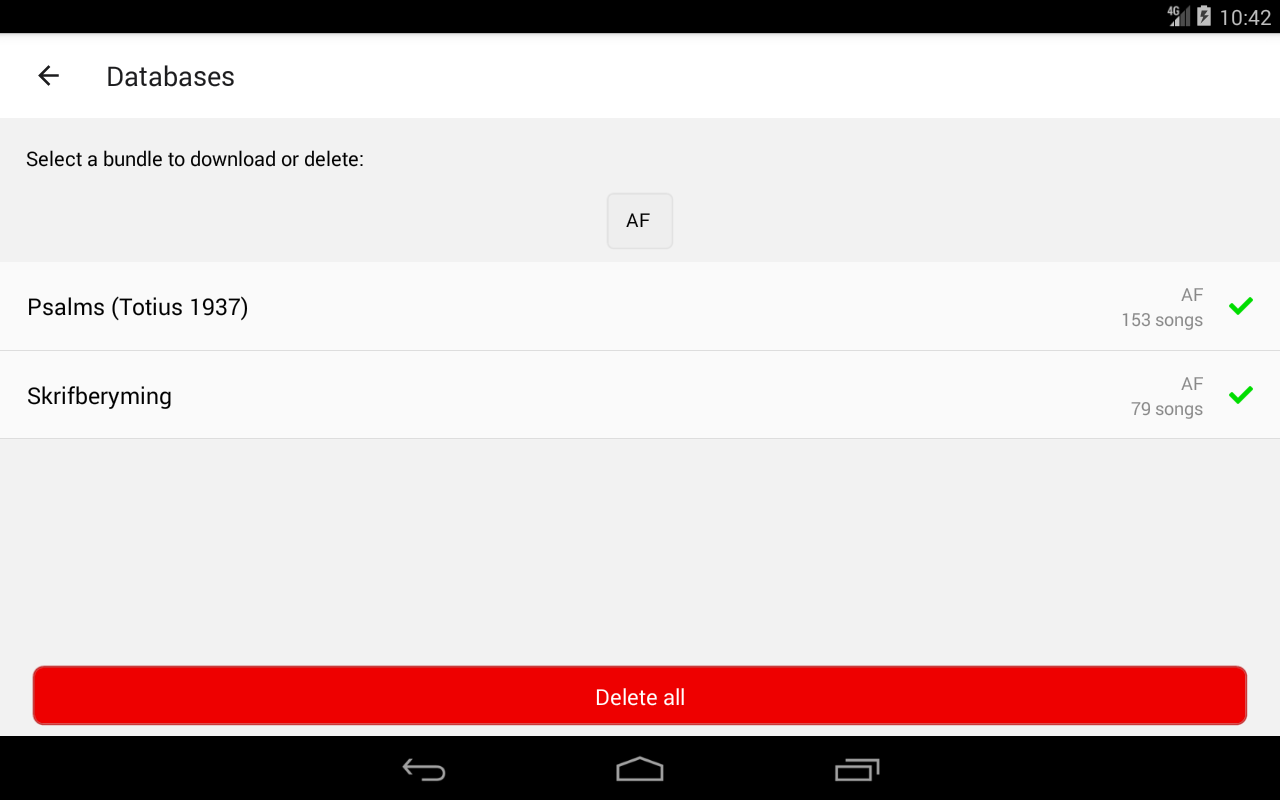 4G 10:42
Databases
Select a bundle to download or delete:
AF
Psalms (Totius 1937)
AF
153 songs
Skrifberyming
AF
79 songs
Delete all